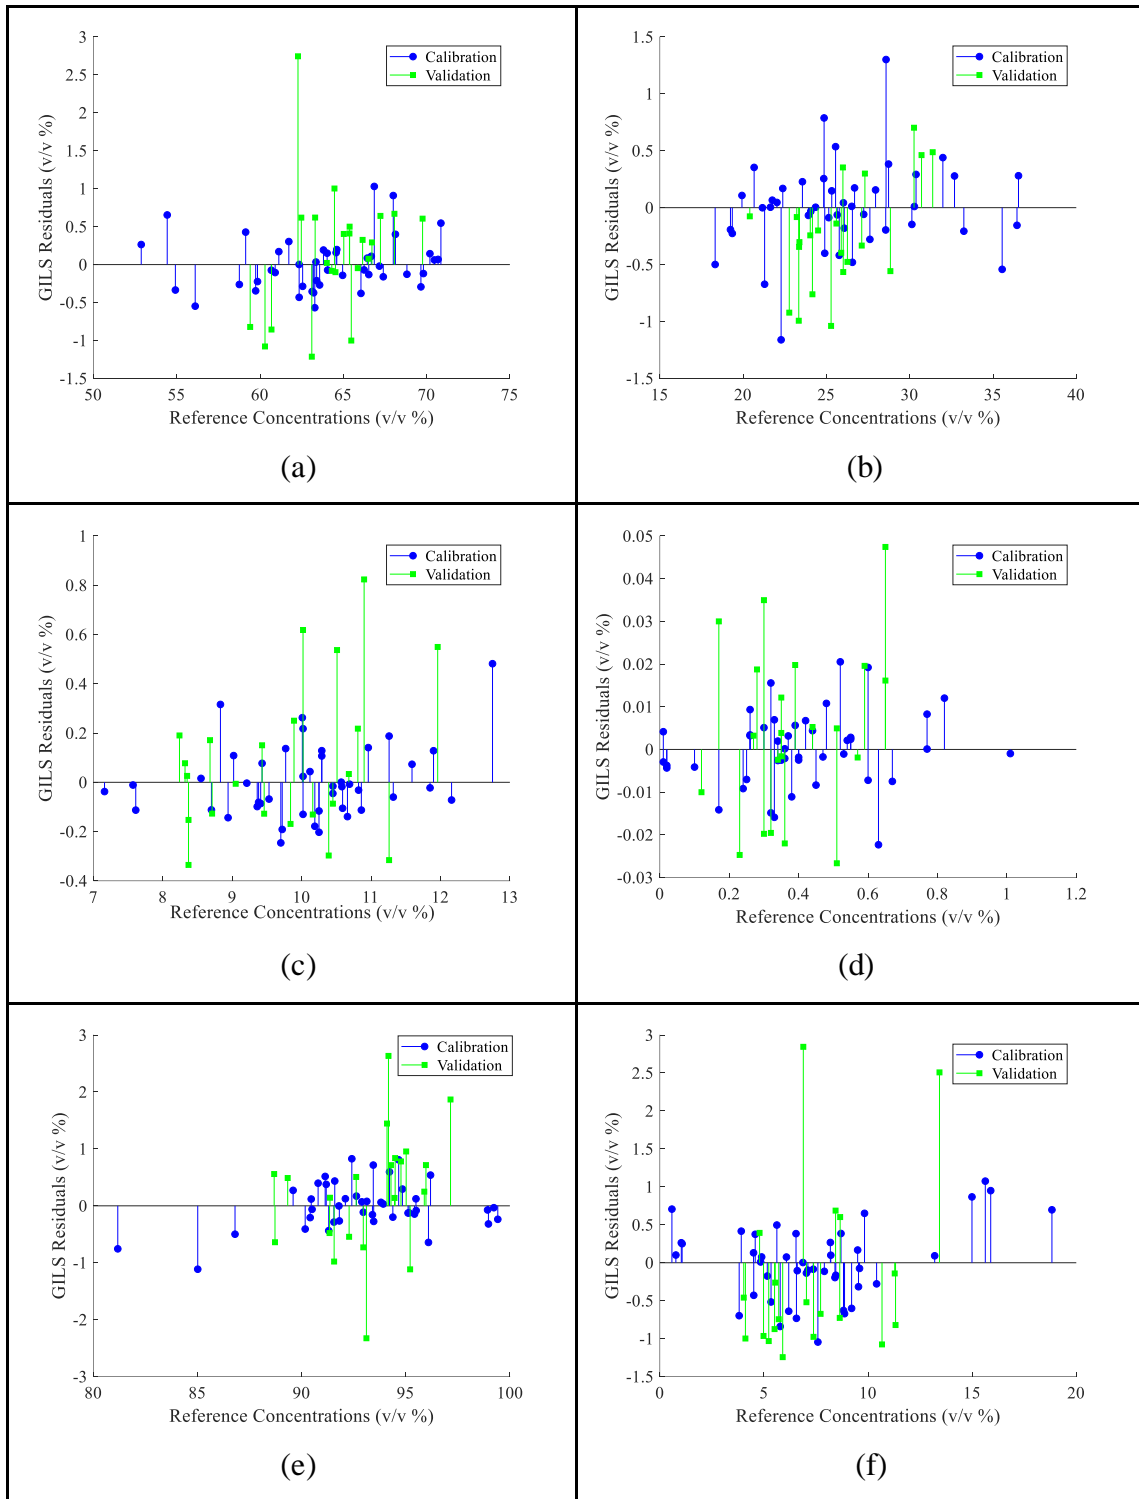 3
2.5
2
1.5
1
0.5
0
-0.5
-1
-1.5
50 55 60 65 70 75
GILS Residuals (v/v %)
Reference Concentrations (v/v %)
Calibration
Validation
(a)
1.5
1
0.5
0
-0.5
-1
-1.5
15 20 25 30 35 40
GILS Residuals (v/v %)
Reference Concentrations (v/v %)
Calibration
Validation
(b)
1
0.8
0.6
0.4
0.2
0
-0.2
-0.4
7 8 9 10 11 12 13
GILS Residuals (v/v %)
Reference Concentrations (v/v %)
Calibration
Validation
(c)
0.05
0.04
0.03
0.02
0.01
0
-0.01
-0.02
-0.03
0 0.2 0.4 0.6 0.8 1 1.2
GILS Residuals (v/v %)
Reference Concentrations (v/v %)
Calibration
Validation
(d)
3
2
1
0
-1
-2
-3
80 85 90 95 100
GILS Residuals (v/v %)
Reference Concentrations (v/v %)
Calibration
Validation
(e)
3
2.5
2
1.5
1
0.5
0
-0.5
-1
-1.5
0 5 10 15 20
GILS Residuals (v/v %)
Reference Concentrations (v/v %)
Calibration
Validation
(f)